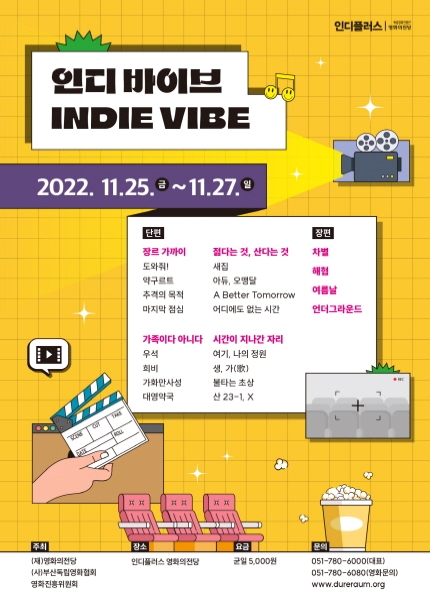 인디플러스 영화의전당
인디 바이브
INDIE VIBE
2022. 11.25. 금 ~ 11.27. 일
단편
장르 가까이
도와줘!
약구르트
추격의 목적
마지막 점심
젊다는 것, 산다는 것
새집
아듀, 오맹달
A Better Tomorrow
어디에도 없는 시간
가족이다 아니다
우석
희비
가화만사성
대영약국
시간이 지나간 자리
여기, 나의 정원
생, 가(歌)
불타는 초상
산 23-1, X
장편
차별
해협
여름날
언더그라운드
REC
SCENE CUT TAKE
DATE ROLL
주최
(재)영화의전당
(사)부산독립영화협회
영화진흥위원회
장소
인디플러스 영화의전당
요금
균일 5,000원
문의
051-780-6000(대표)
051-780-6080(영화문의)
www.dureraum.org